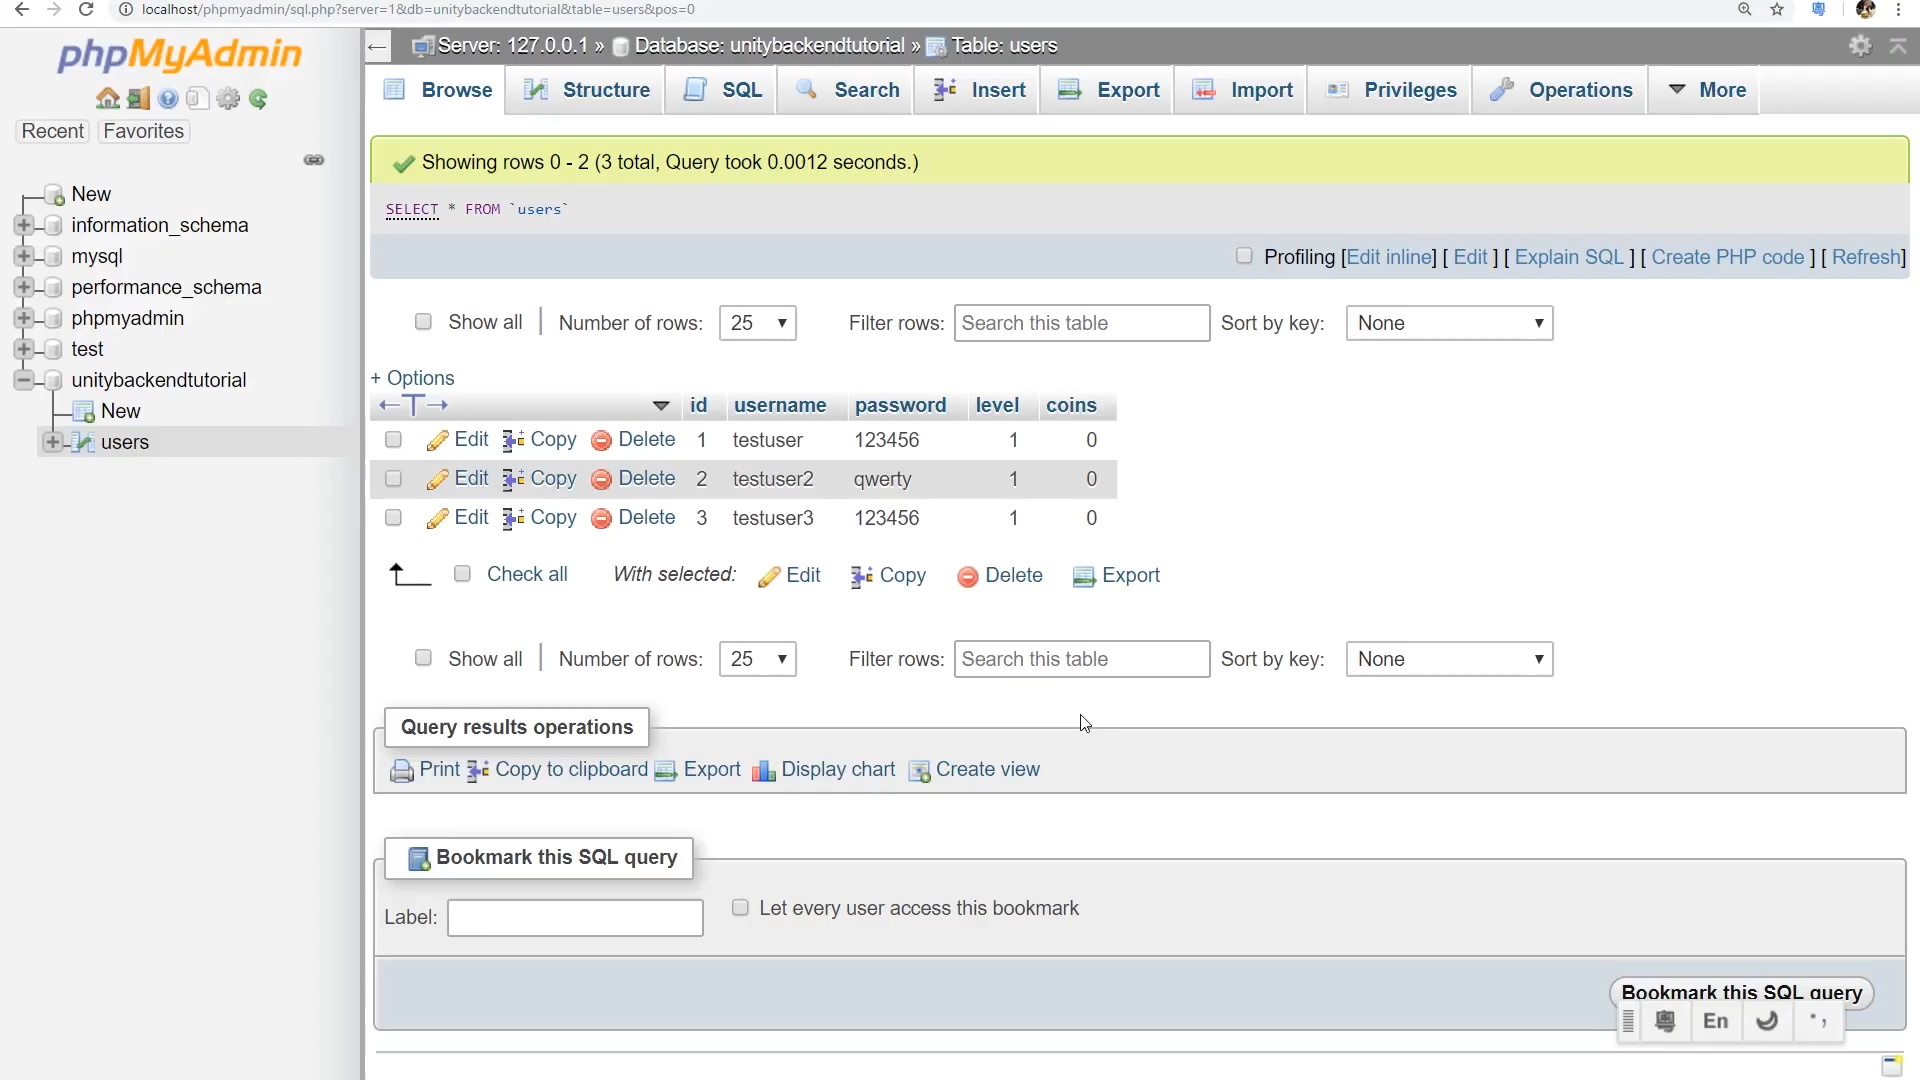 localhost/phpmyadmin/sql.php?server=1&db=unitybackendtutorial&table=users&pos=0
phpMyAdmin
Recent Favorites
New
information_schema
mysql
performance_schema
phpmyadmin
test
unitybackendtutorial
New
users
Server: 127.0.0.1 » Database: unitybackendtutorial » Table: users
Browse Structure SQL Search Insert Export Import Privileges Operations More
Showing rows 0 - 2 (3 total, Query took 0.0012 seconds.)
SELECT * FROM `users`
Profiling [Edit inline] [ Edit ] [ Explain SQL ] [ Create PHP code ] [ Refresh]
Show all | Number of rows: 25 Filter rows: Search this table Sort by key: None
+ Options
←T→ id username password level coins
Edit Copy Delete 1 testuser 123456 1 0
Edit Copy Delete 2 testuser2 qwerty 1 0
Edit Copy Delete 3 testuser3 123456 1 0
Check all With selected: Edit Copy Delete Export
Show all | Number of rows: 25 Filter rows: Search this table Sort by key: None
Query results operations
Print Copy to clipboard Export Display chart Create view
Bookmark this SQL query
Label: Let every user access this bookmark
Bookmark this SQL query
En